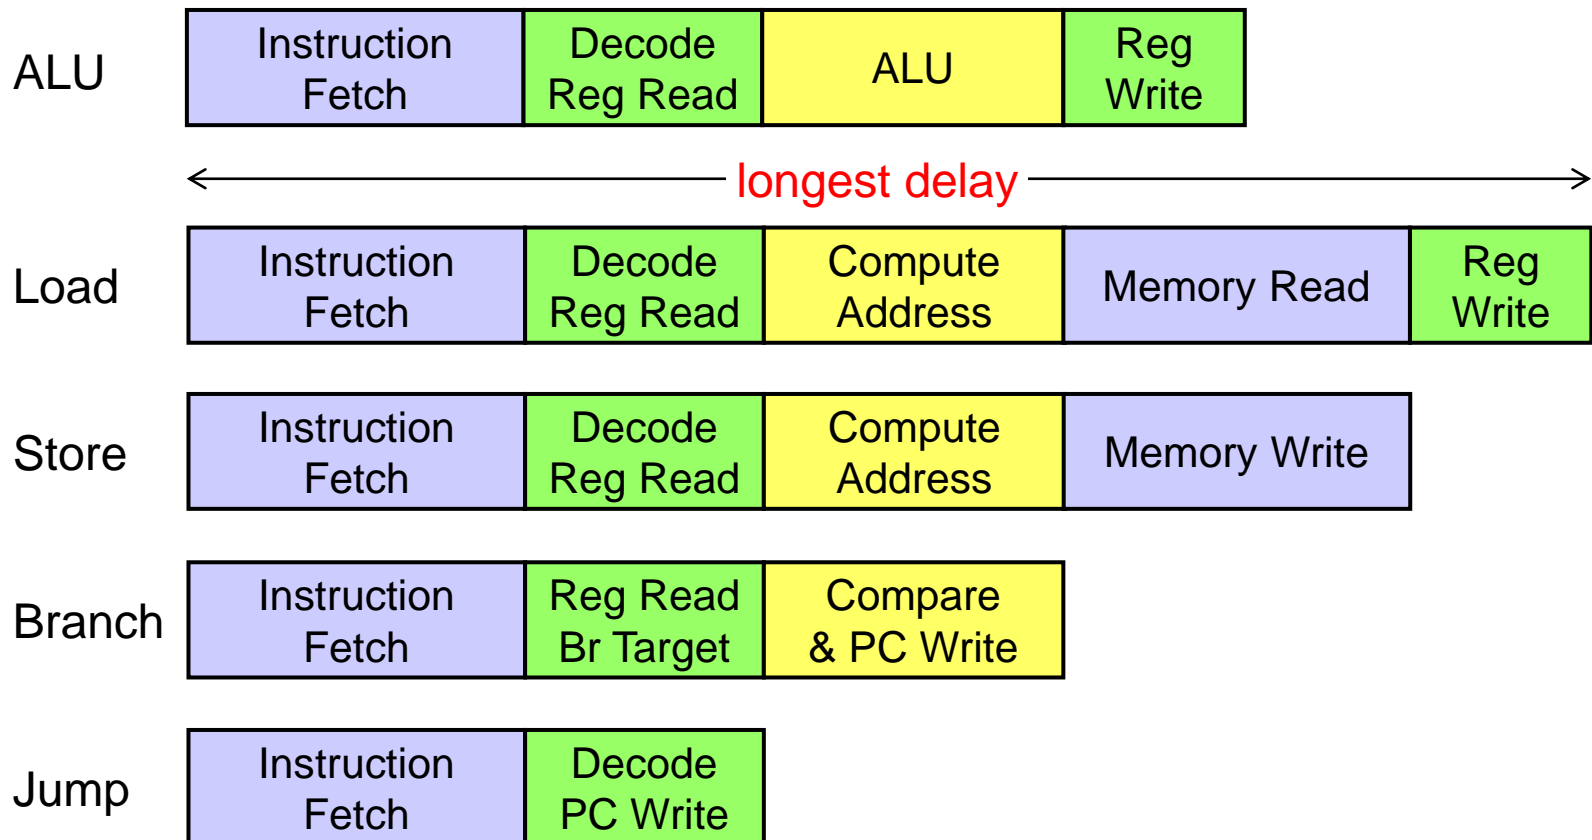 ALU
Instruction
Fetch
Decode
Reg Read
ALU
Reg
Write
longest delay
Load
Instruction
Fetch
Decode
Reg Read
Compute
Address
Memory Read
Reg
Write
Store
Instruction
Fetch
Decode
Reg Read
Compute
Address
Memory Write
Branch
Instruction
Fetch
Reg Read
Br Target
Compare
& PC Write
Jump
Instruction
Fetch
Decode
PC Write